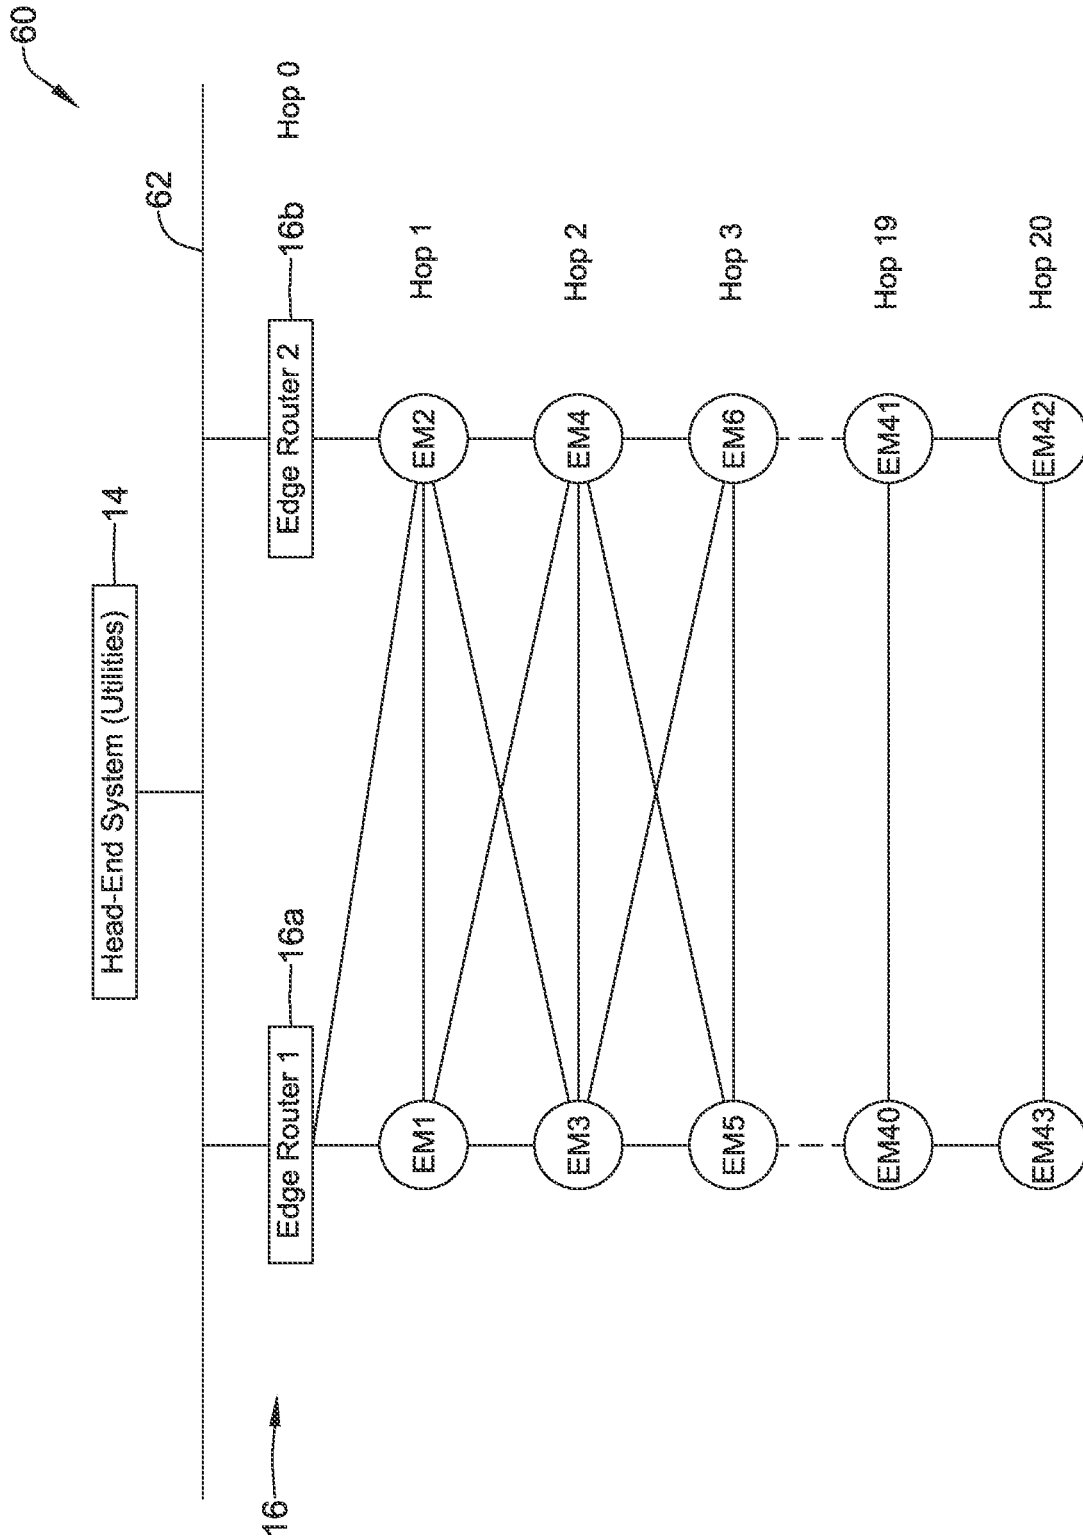 60
Head-End System (Utilities)
14
62
16
Edge Router 1
16a
Edge Router 2
16b
Hop 0
EM1
EM2
Hop 1
EM3
EM4
Hop 2
EM5
EM6
Hop 3
EM40
EM41
Hop 19
EM43
EM42
Hop 20